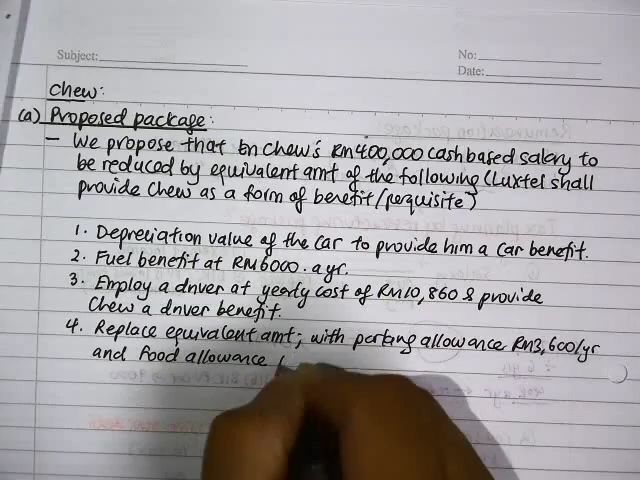 Subject:
No:
Date:
Chew:
(a) Proposed package:
- We propose that En Chew's RM400,000 cash based salary to
be reduced by equivalent amt of the following (Luxtel shall
provide Chew as a form of benefit/perquisite)
1. Depreciation value of the car to provide him a car benefit.
2. Fuel benefit at RM6000. a yr.
3. Employ a driver at yearly cost of RM10,860 & provide
Chew a driver benefit.
4. Replace equivalent amt; with parking allowance RM3,600/yr
and food allowance (